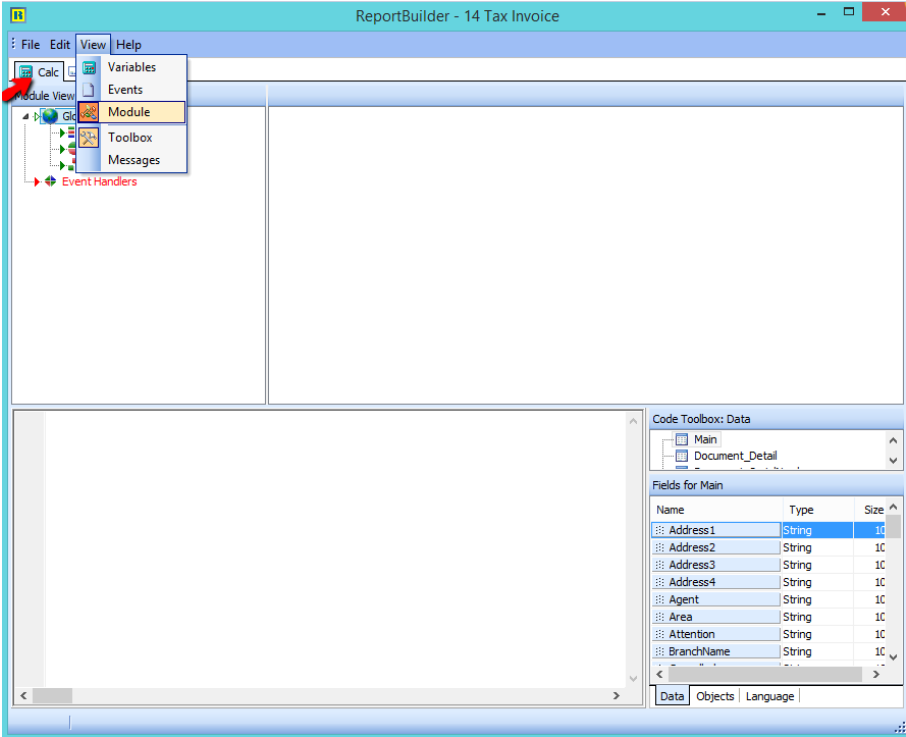 ReportBuilder - 14 Tax Invoice
File Edit View Help
Calc
Variables
Module View
Events
Module
Toolbox
Messages
Event Handlers
Code Toolbox: Data
Main
Document_Detail
Fields for Main
Name Type Size
Address1 String 10
Address2 String 10
Address3 String 10
Address4 String 10
Agent String 10
Area String 10
Attention String 10
BranchName String 10
Data Objects Language